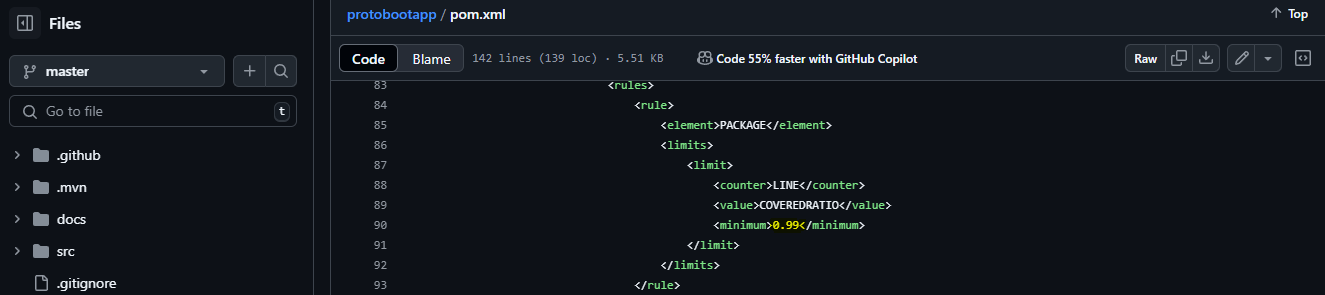 Files
master
Go to file
t
.github
.mvn
docs
src
.gitignore
protobootapp / pom.xml
Top
Code
Blame
142 lines (139 loc) · 5.51 KB
Code 55% faster with GitHub Copilot
Raw
83 <rules>
84 <rule>
85 <element>PACKAGE</element>
86 <limits>
87 <limit>
88 <counter>LINE</counter>
89 <value>COVEREDRATIO</value>
90 <minimum>0.99</minimum>
91 </limit>
92 </limits>
93 </rule>